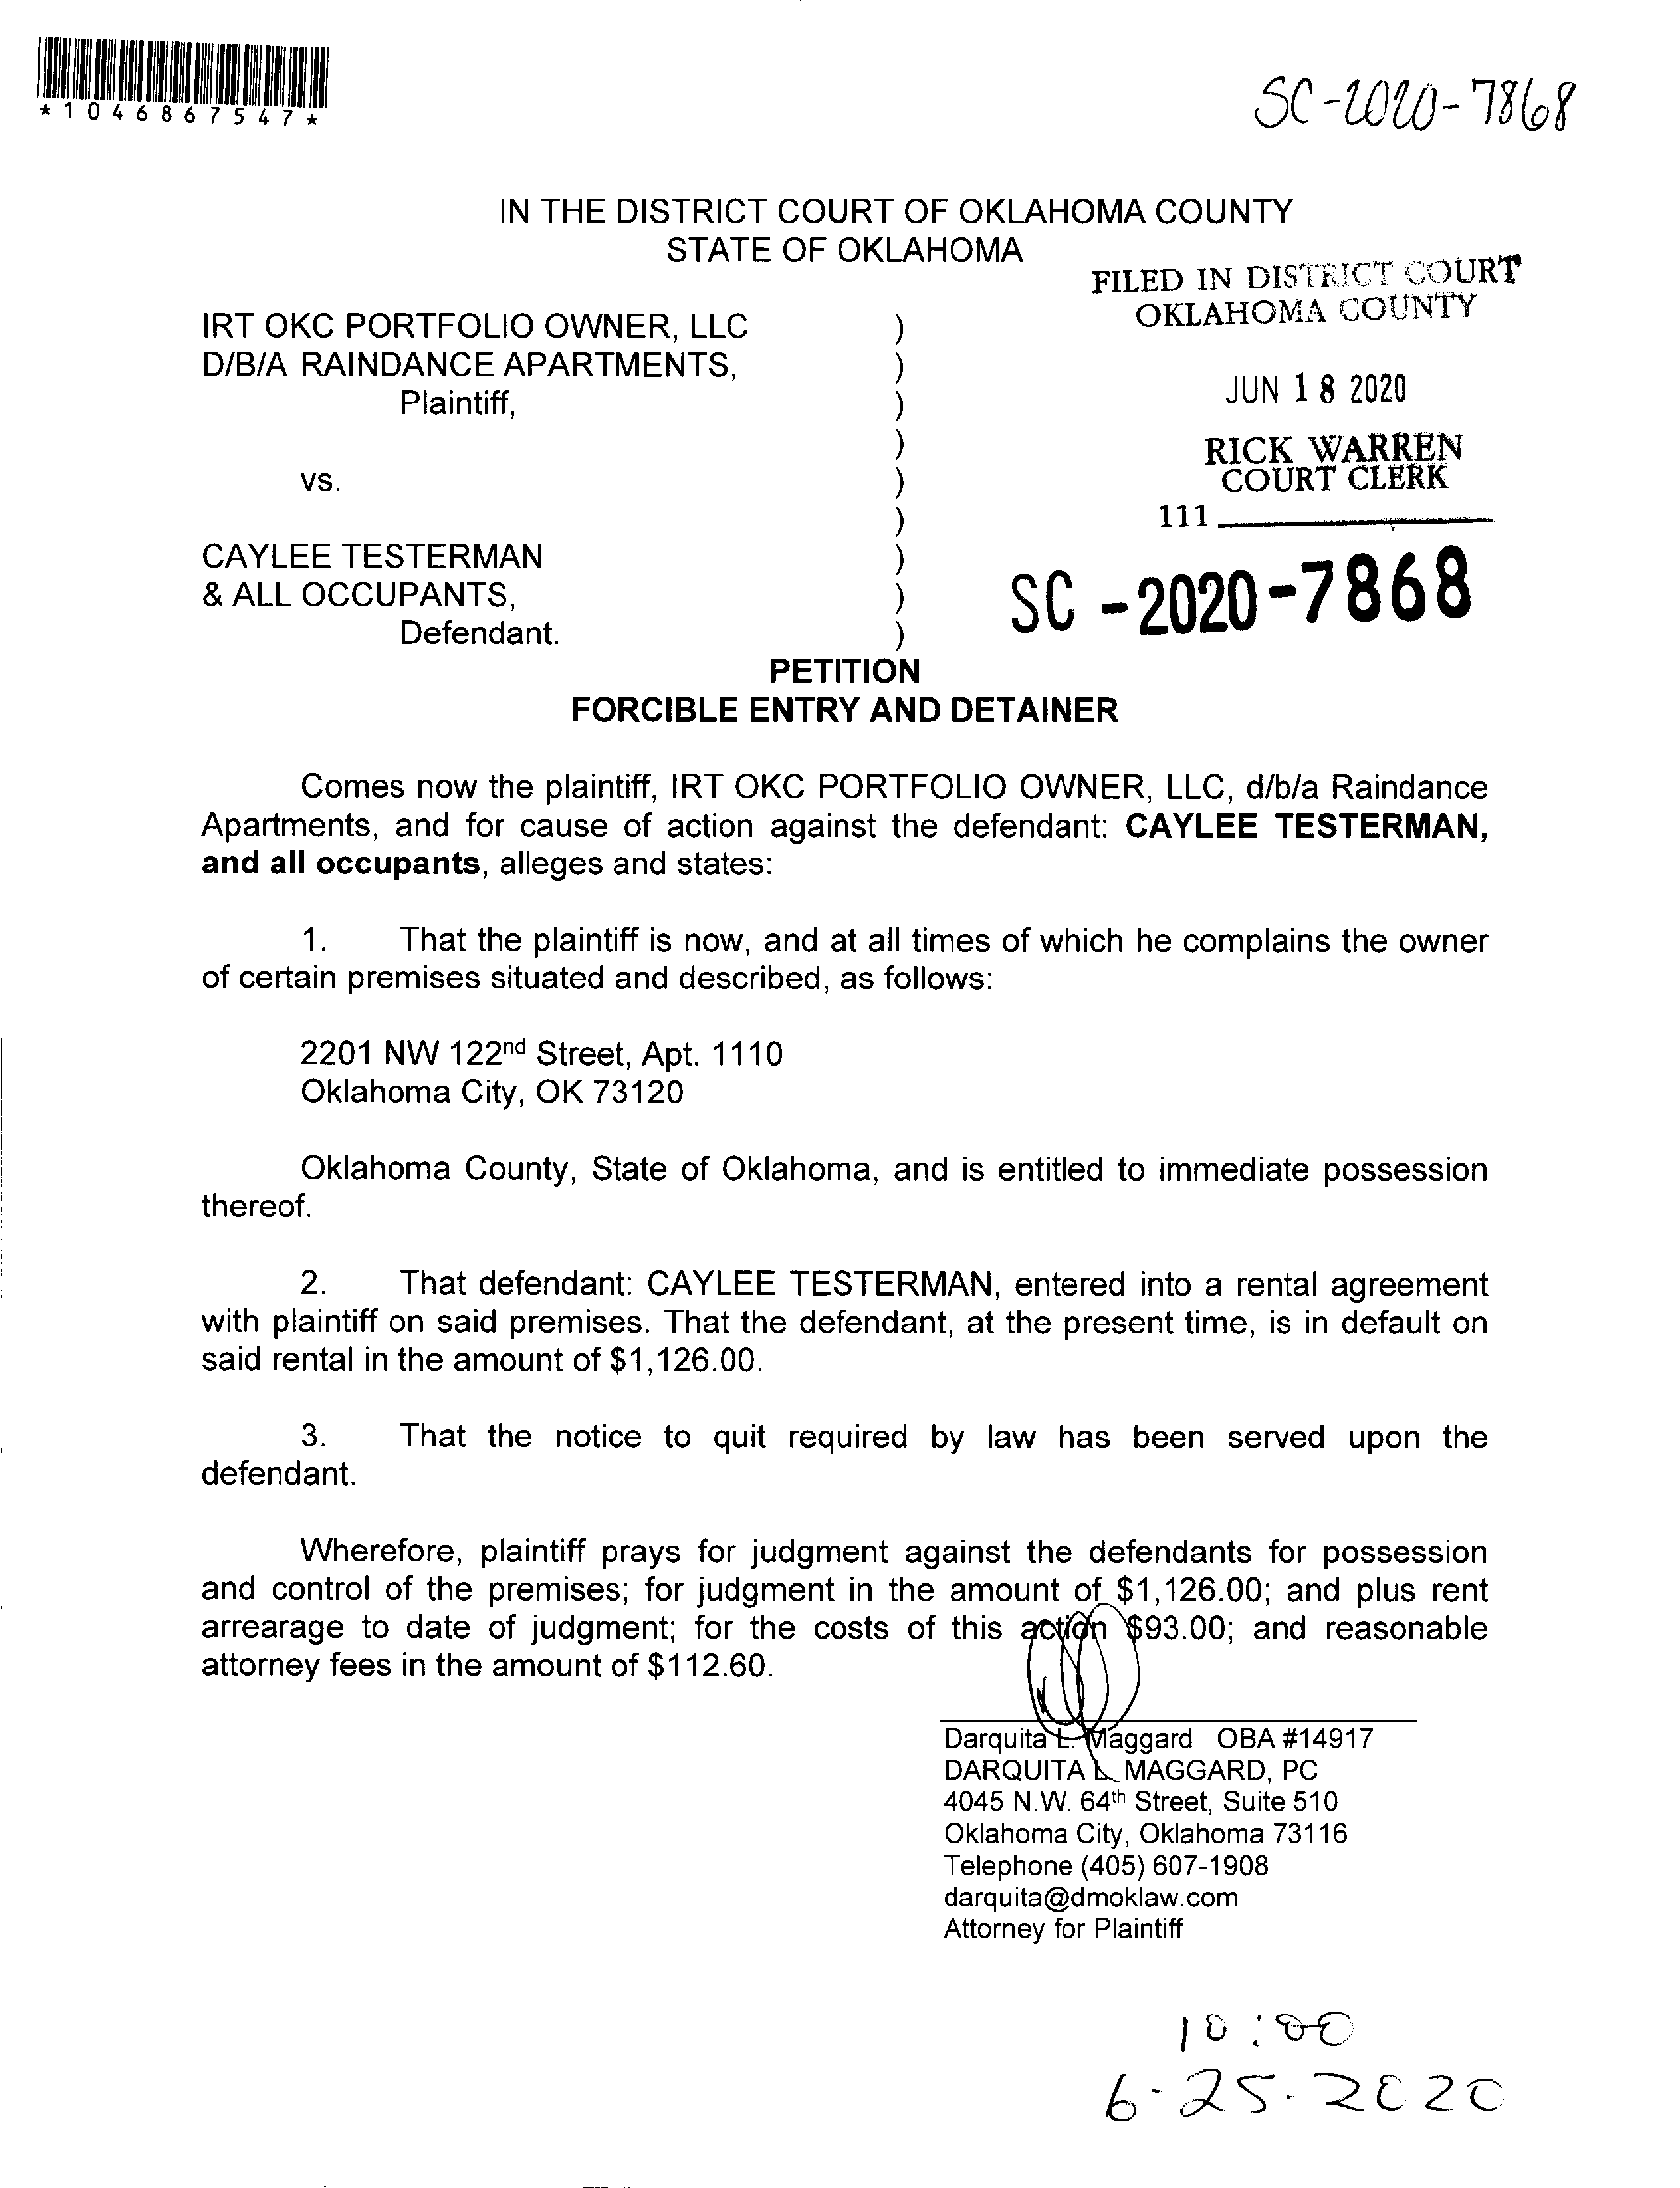 *1046867547*
SC-2020-7868
IN THE DISTRICT COURT OF OKLAHOMA COUNTY
STATE OF OKLAHOMA
FILED IN DISTRICT COURT
OKLAHOMA COUNTY
IRT OKC PORTFOLIO OWNER, LLC )
D/B/A RAINDANCE APARTMENTS, )
JUN 18 2020
Plaintiff, )
)
RICK WARREN
COURT CLERK
vs. )
)
111
CAYLEE TESTERMAN )
& ALL OCCUPANTS, )
SC-2020-7868
Defendant. )
PETITION
FORCIBLE ENTRY AND DETAINER
Comes now the plaintiff, IRT OKC PORTFOLIO OWNER, LLC, d/b/a Raindance
Apartments, and for cause of action against the defendant: CAYLEE TESTERMAN,
and all occupants, alleges and states:
1. That the plaintiff is now, and at all times of which he complains the owner
of certain premises situated and described, as follows:
2201 NW 122nd Street, Apt. 1110
Oklahoma City, OK 73120
Oklahoma County, State of Oklahoma, and is entitled to immediate possession
thereof.
2. That defendant: CAYLEE TESTERMAN, entered into a rental agreement
with plaintiff on said premises. That the defendant, at the present time, is in default on
said rental in the amount of $1,126.00.
3. That the notice to quit required by law has been served upon the
defendant.
Wherefore, plaintiff prays for judgment against the defendants for possession
and control of the premises; for judgment in the amount of $1,126.00; and plus rent
arrearage to date of judgment; for the costs of this action $93.00; and reasonable
attorney fees in the amount of $112.60.
Darquita L. Maggard OBA #14917
DARQUITA L. MAGGARD, PC
4045 N.W. 64th Street, Suite 510
Oklahoma City, Oklahoma 73116
Telephone (405) 607-1908
darquita@dmoklaw.com
Attorney for Plaintiff
10:00
6-25-2020